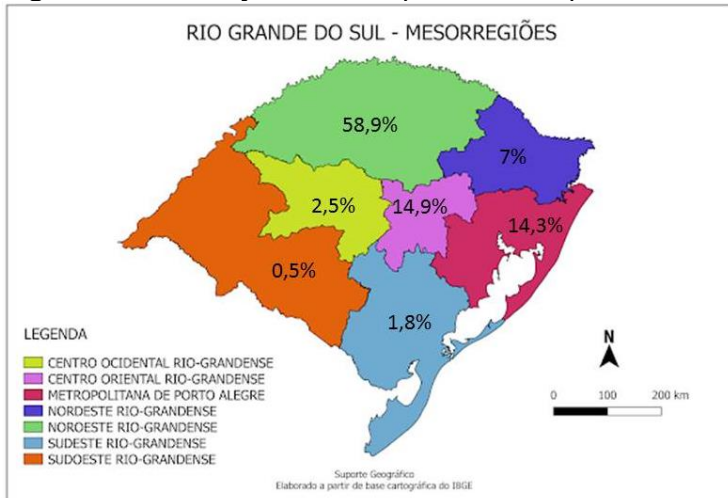 RIO GRANDE DO SUL - MESORREGIÕES
58,9%
7%
2,5%
14,9%
14,3%
0,5%
1,8%
LEGENDA
CENTRO OCIDENTAL RIO-GRANDENSE
CENTRO ORIENTAL RIO-GRANDENSE
METROPOLITANA DE PORTO ALEGRE
NORDESTE RIO-GRANDENSE
NOROESTE RIO-GRANDENSE
SUDESTE RIO-GRANDENSE
SUDOESTE RIO-GRANDENSE
N
0 100 200 km
Suporte Geográfico
Elaborado a partir de base cartográfica do IBGE